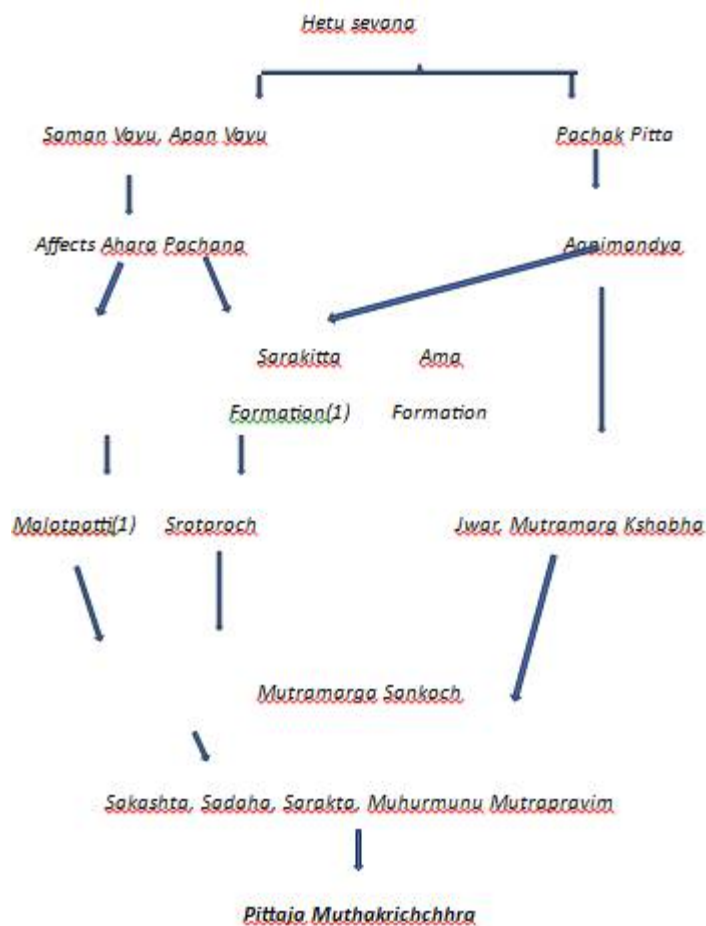 Hetu sevana
Saman Vayu, Apan Vayu Pachak Pitta
Affects Ahara Pachana Agnimandya
Sarakitta Ama
Formation(1) Formation
Malotpatti(1) Srotoroch Jwar, Mutramarg Kshobha
Mutramarga Sankoch
Sakashta, Sadaha, Sarakta, Muhurmunu Mutrapravim
Pittaja Muthakrichchhra